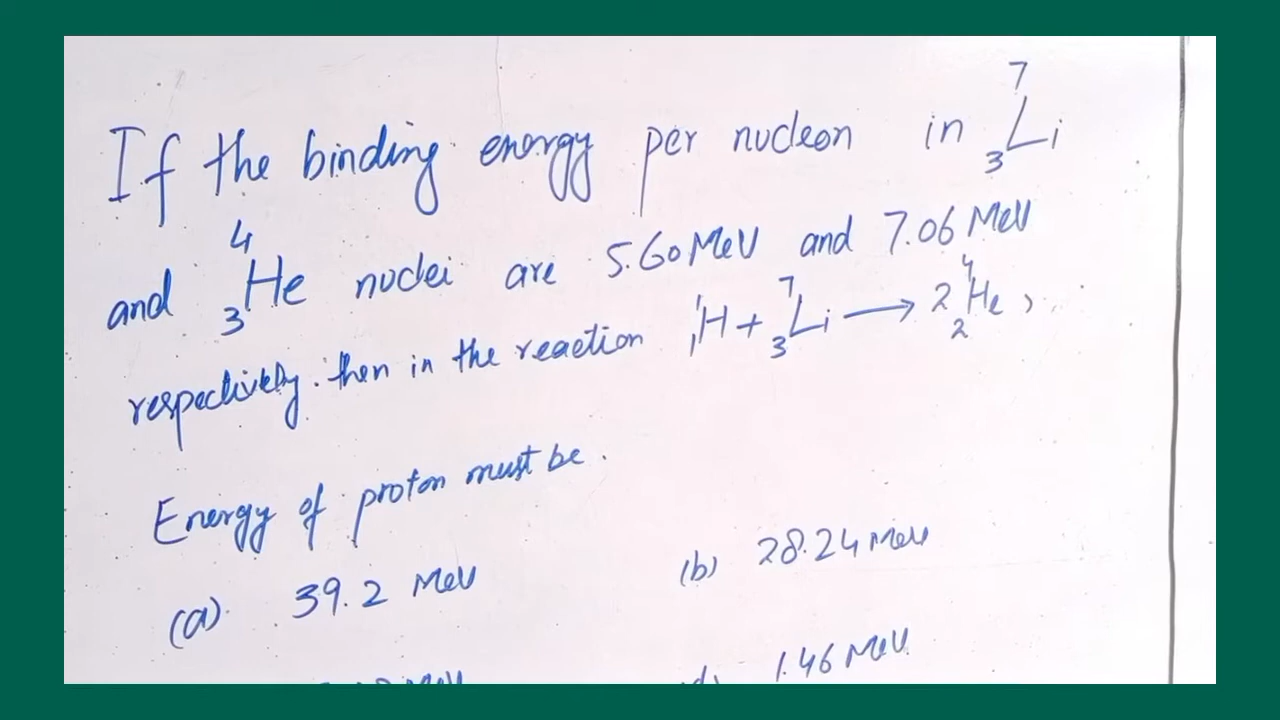 If the binding energy per nucleon in ⁷₃Li
and ⁴₃He nuclei are 5.60 MeV and 7.06 MeV
respectively. then in the reaction ¹₁H + ⁷₃Li → 2 ⁴₂He,
Energy of proton must be.
(a) 39.2 MeV (b) 28.24 MeV
1.46 MeV